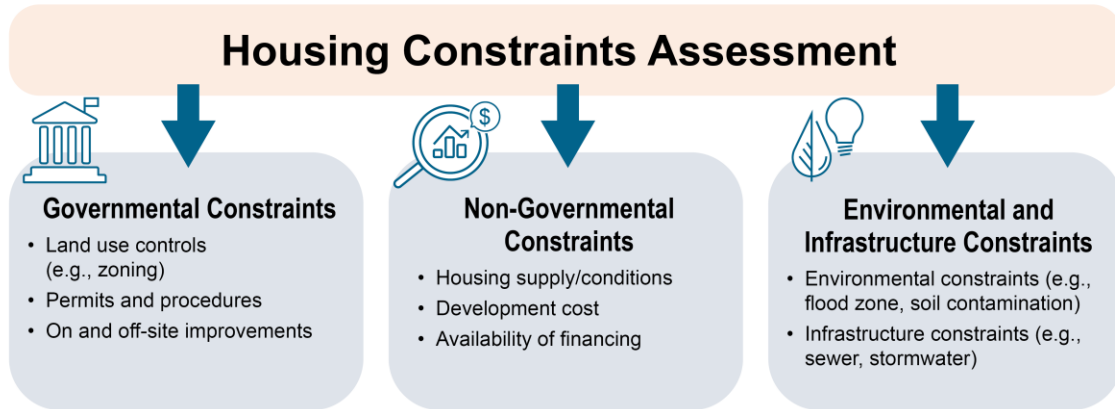 Housing Constraints Assessment
$
Governmental Constraints
• Land use controls
(e.g., zoning)
• Permits and procedures
• On and off-site improvements
Non-Governmental
Constraints
• Housing supply/conditions
• Development cost
• Availability of financing
Environmental and
Infrastructure Constraints
• Environmental constraints (e.g.,
flood zone, soil contamination)
• Infrastructure constraints (e.g.,
sewer, stormwater)